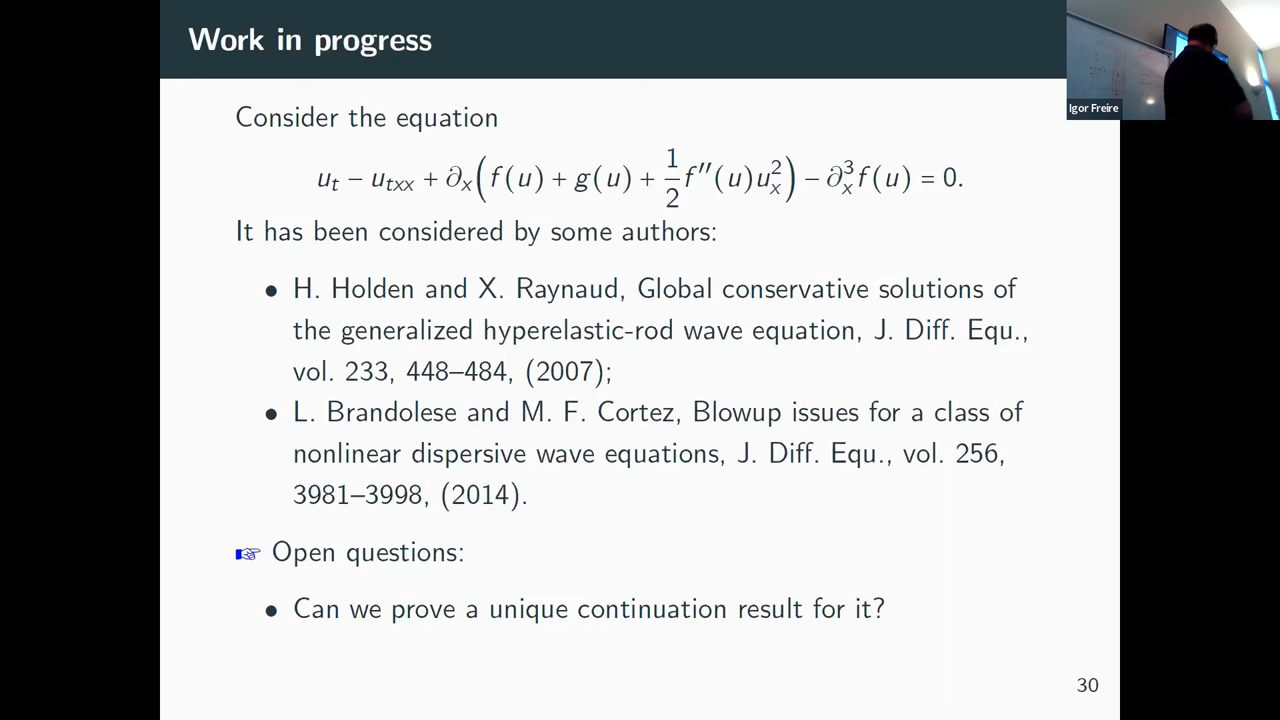 Work in progress
Igor Freire
Consider the equation
u_t − u_{txx} + ∂_x(f(u) + g(u) + \frac{1}{2}f′′(u)u_x^2) − ∂_x^3 f(u) = 0.
It has been considered by some authors:
• H. Holden and X. Raynaud, Global conservative solutions of
the generalized hyperelastic-rod wave equation, J. Diff. Equ.,
vol. 233, 448–484, (2007);
• L. Brandolese and M. F. Cortez, Blowup issues for a class of
nonlinear dispersive wave equations, J. Diff. Equ., vol. 256,
3981–3998, (2014).
☞ Open questions:
• Can we prove a unique continuation result for it?
30